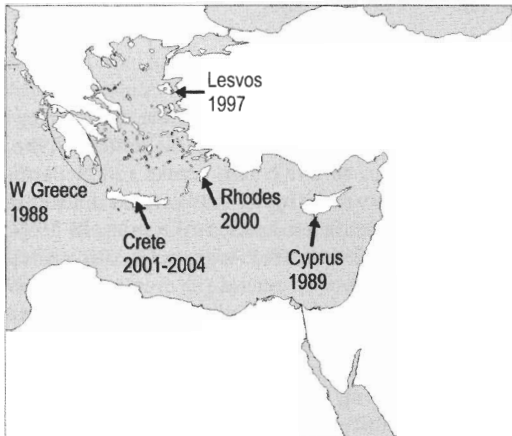 Lesvos
1997
W Greece
1988
Rhodes
2000
Crete
2001-2004
Cyprus
1989